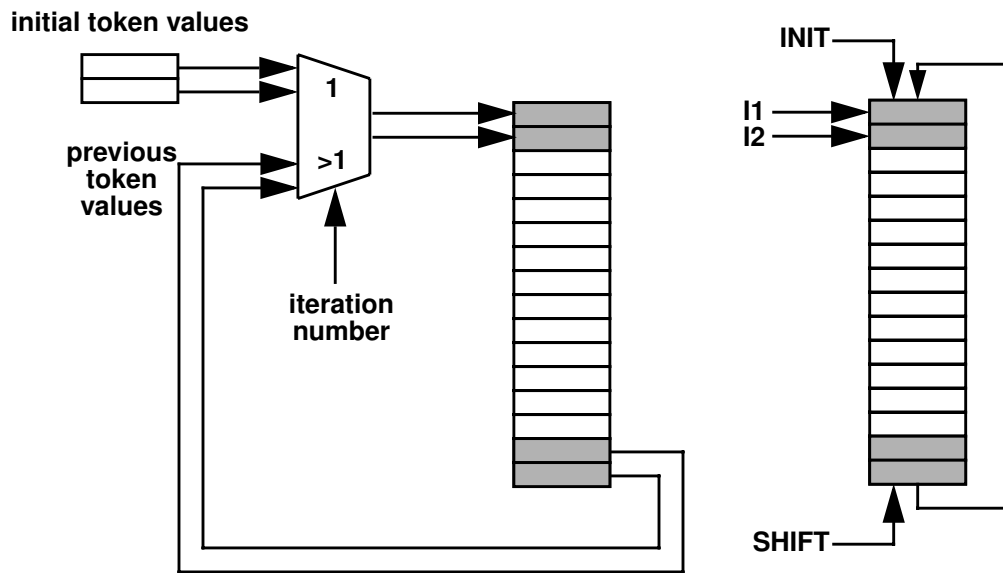 initial token values
1
>1
previous
token
values
iteration
number
INIT
I1
I2
SHIFT